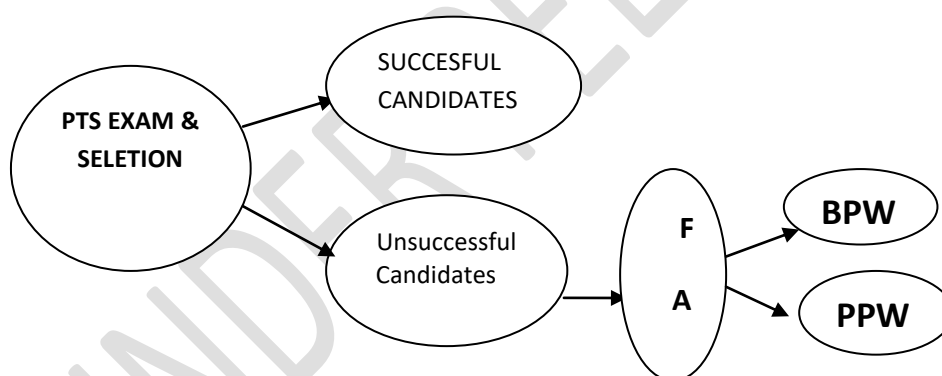 SUCCESFUL
CANDIDATES
PTS EXAM &
SELETION
Unsuccessful
Candidates
F
A
BPW
PPW